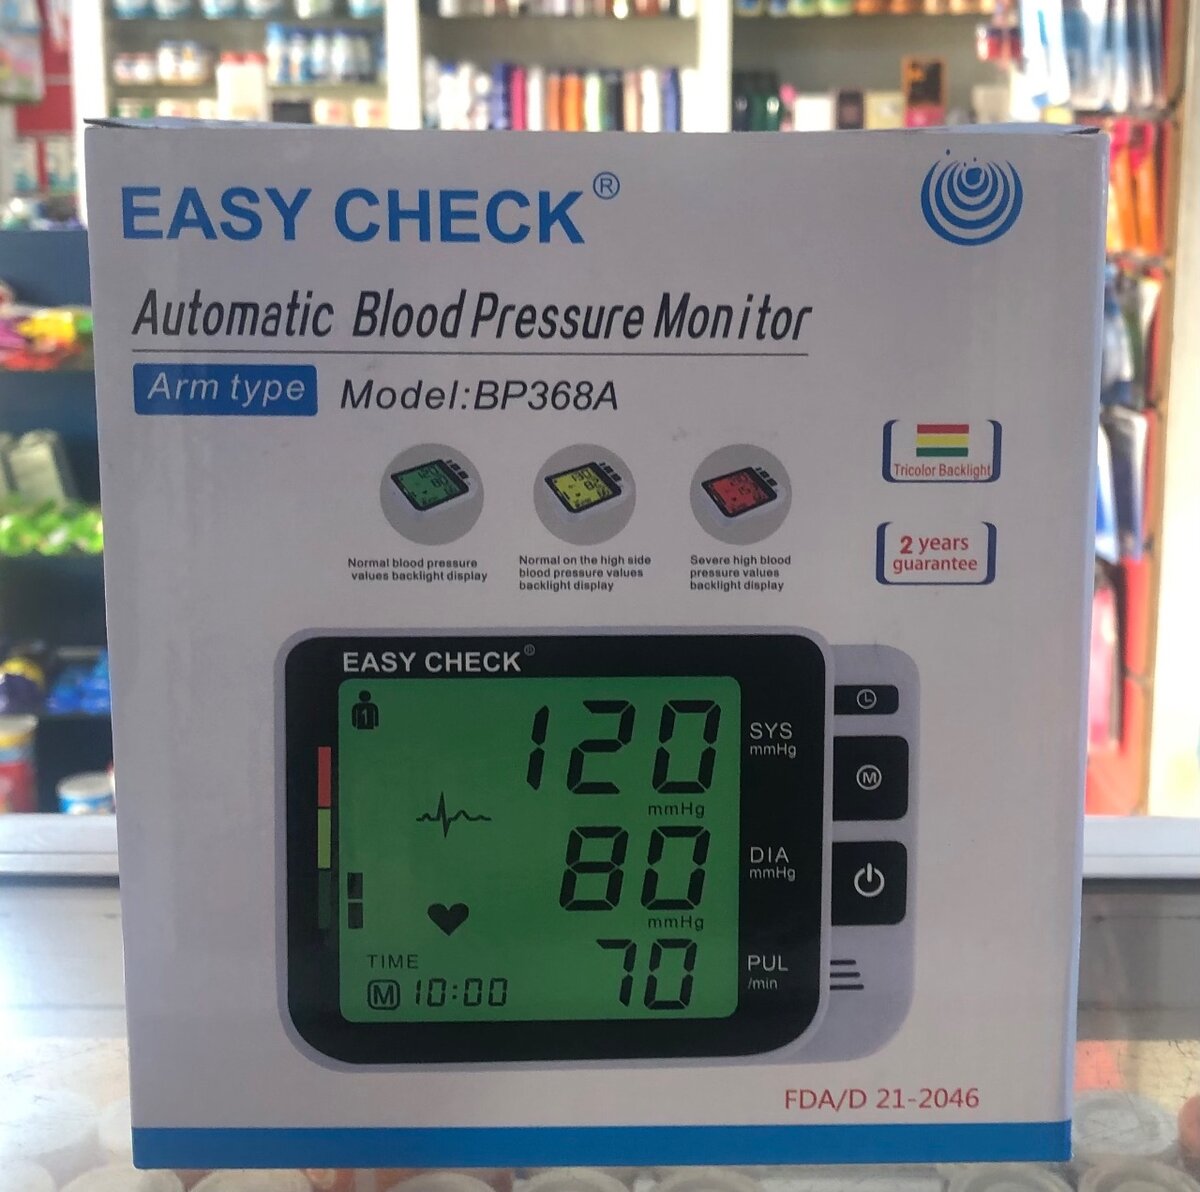 EASY CHECK®
Automatic Blood Pressure Monitor
Arm type Model:BP368A
Tricolor Backlight
Normal blood pressure
values backlight display
Normal on the high side
blood pressure values
backlight display
Severe high blood
pressure values
backlight display
2 years
guarantee
EASY CHECK®
1
120
SYS
mmHg
mmHg
80
DIA
mmHg
mmHg
TIME
M 10:00
70
PUL
/min
M
FDA/D 21-2046